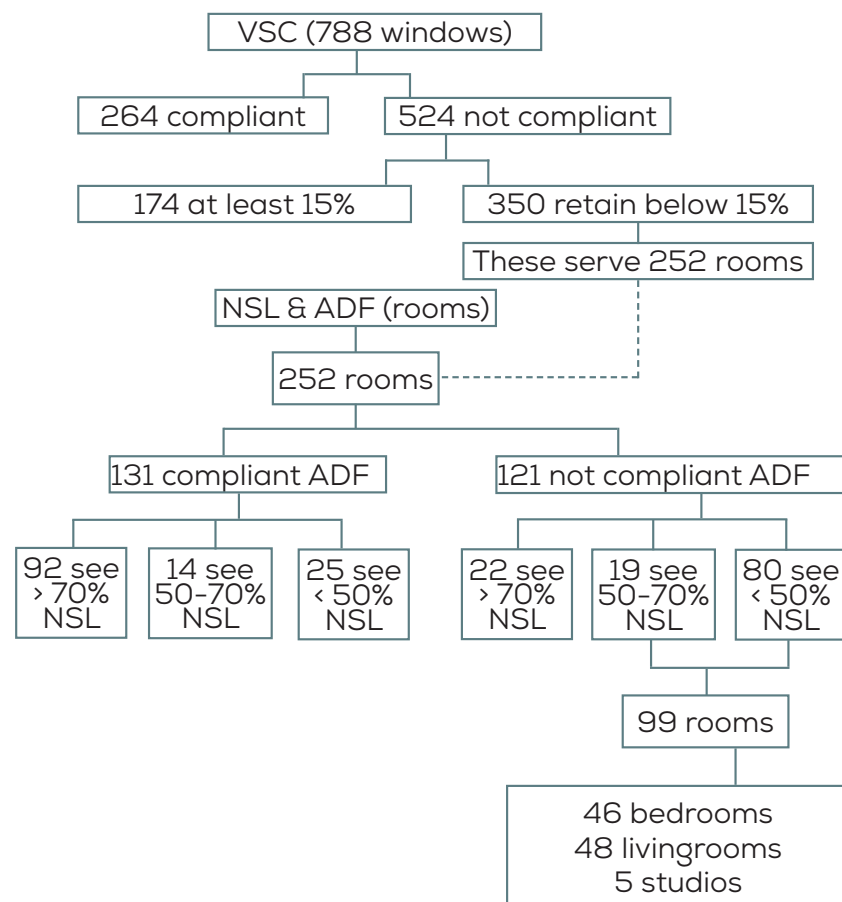 VSC (788 windows)
264 compliant
524 not compliant
174 at least 15%
350 retain below 15%
These serve 252 rooms
NSL & ADF (rooms)
252 rooms
131 compliant ADF
121 not compliant ADF
92 see
> 70%
NSL
14 see
50-70%
NSL
25 see
< 50%
NSL
22 see
> 70%
NSL
19 see
50-70%
NSL
80 see
< 50%
NSL
99 rooms
46 bedrooms
48 livingrooms
5 studios